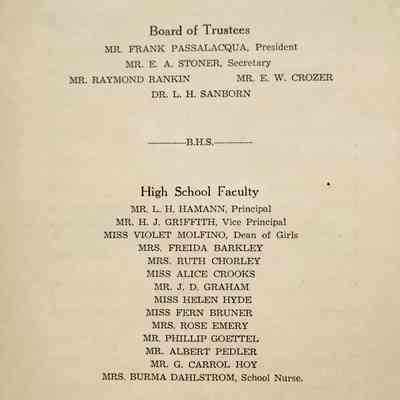 Board of Trustees
MR. FRANK PASSALACQUA, President
MR. E. A. STONER, Secretary
MR. RAYMOND RANKIN MR. E. W. CROZER
DR. L. H. SANBORN
———B.H.S.———
High School Faculty
MR. L. H. HAMANN, Principal
MR. H. J. GRIFFITH, Vice Principal
MISS VIOLET MOLFINO, Dean of Girls
MRS. FREIDA BARKLEY
MRS. RUTH CHORLEY
MISS ALICE CROOKS
MR. J. D. GRAHAM
MISS HELEN HYDE
MISS FERN BRUNER
MRS. ROSE EMERY
MR. PHILLIP GOETTEL
MR. ALBERT PEDLER
MR. G. CARROL HOY
MRS. BURMA DAHLSTROM, School Nurse.